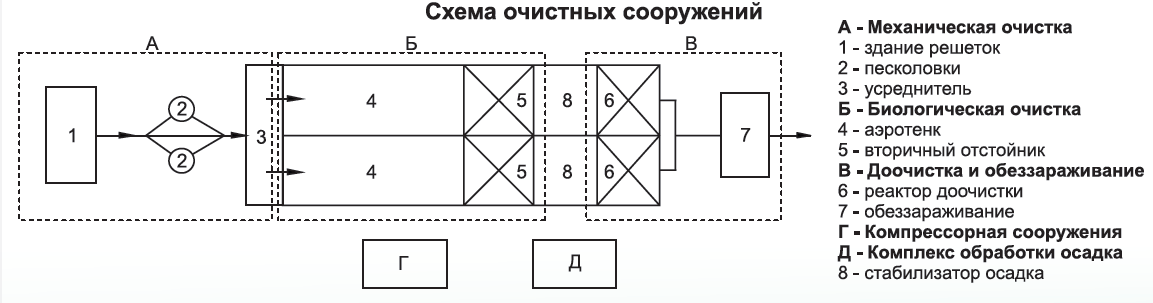 Схема очистных сооружений
А
Б
В
1
2
2
3
4
5
8
6
7
4
5
8
6
Г
Д
А - Механическая очистка
1 - здание решеток
2 - песколовки
3 - усреднитель
Б - Биологическая очистка
4 - аэротенк
5 - вторичный отстойник
В - Доочистка и обеззараживание
6 - реактор доочистки
7 - обеззараживание
Г - Компрессорная сооружения
Д - Комплекс обработки осадка
8 - стабилизатор осадка